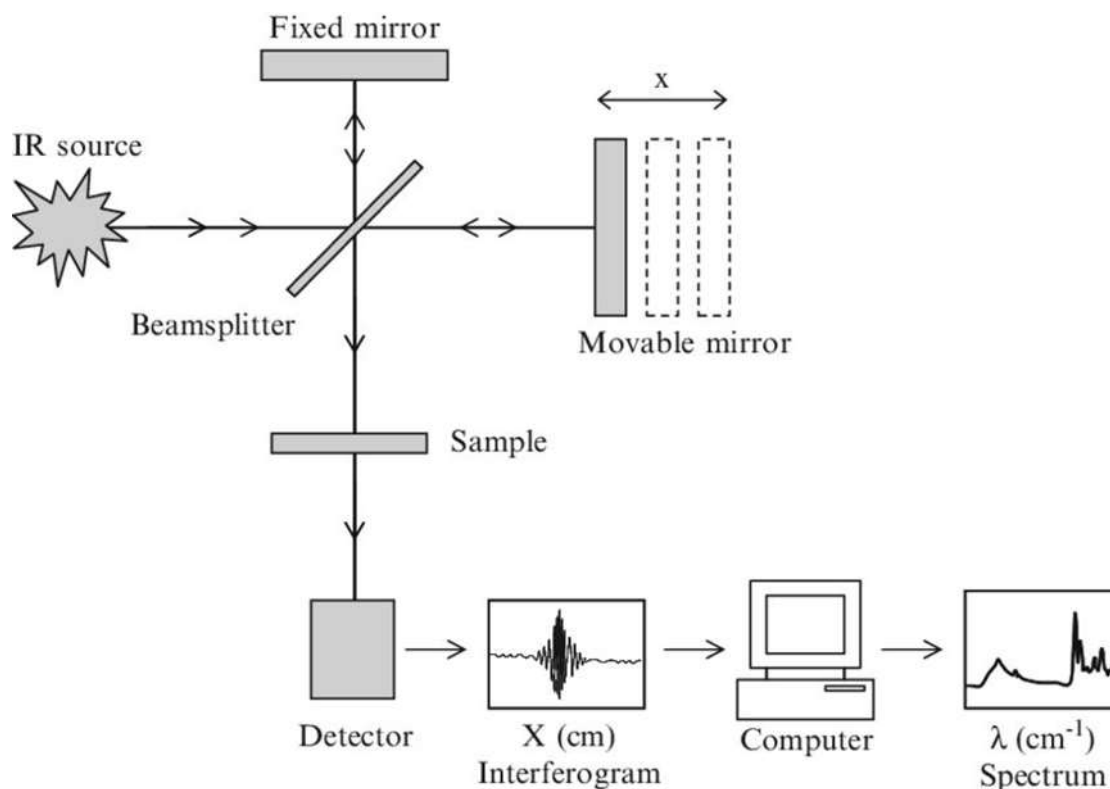 Fixed mirror
x
IR source
Beamsplitter
Movable mirror
Sample
Detector
X (cm)
Interferogram
Computer
λ (cm-1)
Spectrum